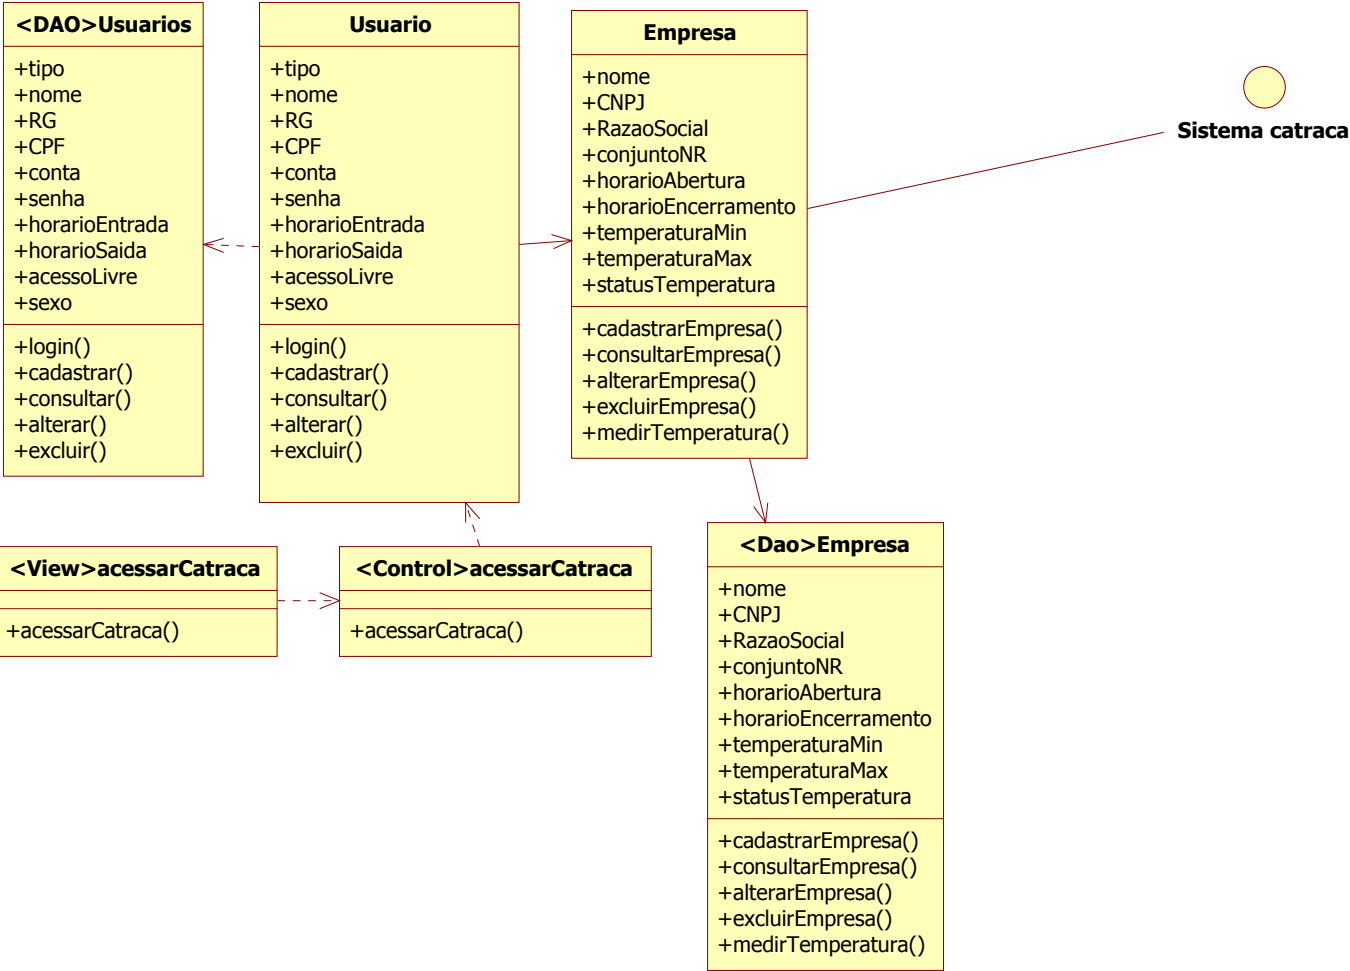 <DAO>Usuarios
+tipo
+nome
+RG
+CPF
+conta
+senha
+horarioEntrada
+horarioSaida
+acessoLivre
+sexo
+login()
+cadastrar()
+consultar()
+alterar()
+excluir()
Usuario
+tipo
+nome
+RG
+CPF
+conta
+senha
+horarioEntrada
+horarioSaida
+acessoLivre
+sexo
+login()
+cadastrar()
+consultar()
+alterar()
+excluir()
Empresa
+nome
+CNPJ
+RazaoSocial
+conjuntoNR
+horarioAbertura
+horarioEncerramento
+temperaturaMin
+temperaturaMax
+statusTemperatura
+cadastrarEmpresa()
+consultarEmpresa()
+alterarEmpresa()
+excluirEmpresa()
+medirTemperatura()
Sistema catraca
<View>acessarCatraca
+acessarCatraca()
<Control>acessarCatraca
+acessarCatraca()
<Dao>Empresa
+nome
+CNPJ
+RazaoSocial
+conjuntoNR
+horarioAbertura
+horarioEncerramento
+temperaturaMin
+temperaturaMax
+statusTemperatura
+cadastrarEmpresa()
+consultarEmpresa()
+alterarEmpresa()
+excluirEmpresa()
+medirTemperatura()